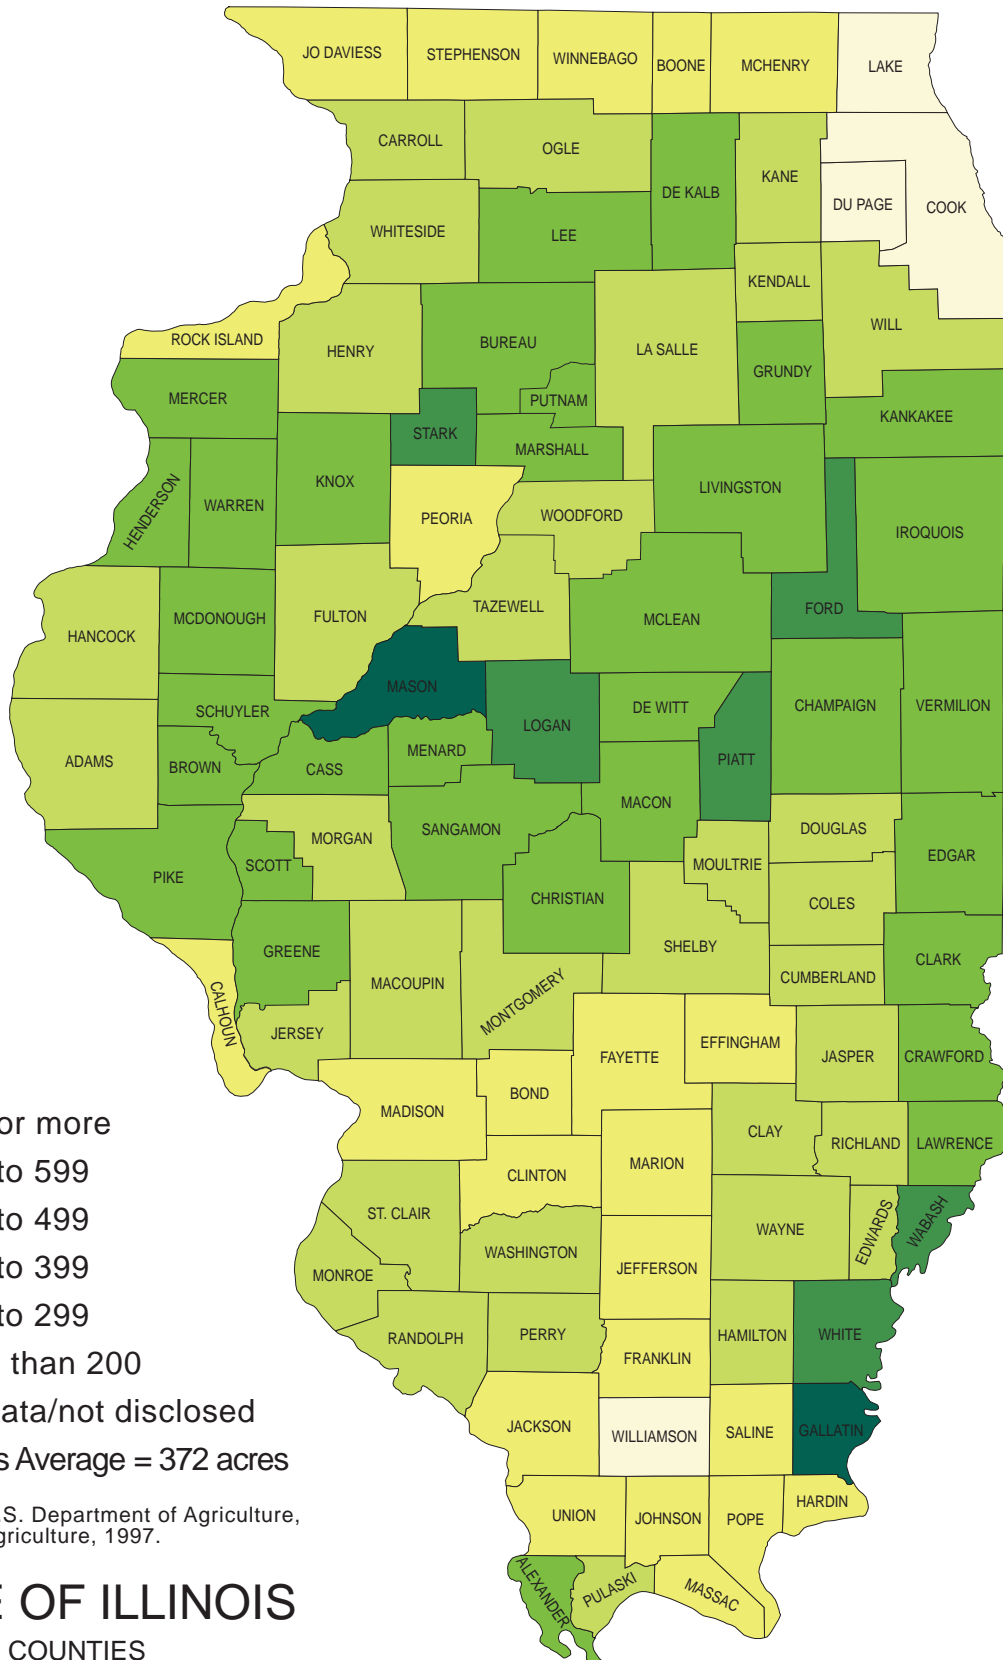 JO DAVIESS
STEPHENSON
WINNEBAGO
BOONE
MCHENRY
LAKE
CARROLL
OGLE
DE KALB
KANE
DU PAGE
COOK
WHITESIDE
LEE
KENDALL
WILL
ROCK ISLAND
HENRY
BUREAU
LA SALLE
GRUNDY
MERCER
PUTNAM
KANKAKEE
STARK
MARSHALL
HENDERSON
WARREN
KNOX
PEORIA
WOODFORD
LIVINGSTON
IROQUOIS
HANCOCK
MCDONOUGH
FULTON
TAZEWELL
MCLEAN
FORD
MASON
SCHUYLER
LOGAN
DE WITT
CHAMPAIGN
VERMILION
ADAMS
BROWN
CASS
MENARD
PIATT
MACON
SANGAMON
MORGAN
DOUGLAS
PIKE
SCOTT
MOULTRIE
EDGAR
CHRISTIAN
COLES
GREENE
SHELBY
CLARK
CALHOUN
MACOUPIN
MONTGOMERY
CUMBERLAND
JERSEY
FAYETTE
EFFINGHAM
JASPER
CRAWFORD
MADISON
BOND
CLAY
RICHLAND
LAWRENCE
CLINTON
MARION
ST. CLAIR
WAYNE
EDWARDS
WABASH
MONROE
WASHINGTON
JEFFERSON
RANDOLPH
PERRY
HAMILTON
WHITE
FRANKLIN
JACKSON
WILLIAMSON
SALINE
GALLATIN
UNION
JOHNSON
POPE
HARDIN
ALEXANDER
PULASKI
MASSAC
or more
to 599
to 499
to 399
to 299
than 200
ata/not disclosed
s Average = 372 acres
.S. Department of Agriculture,
griculture, 1997.
E OF ILLINOIS
COUNTIES